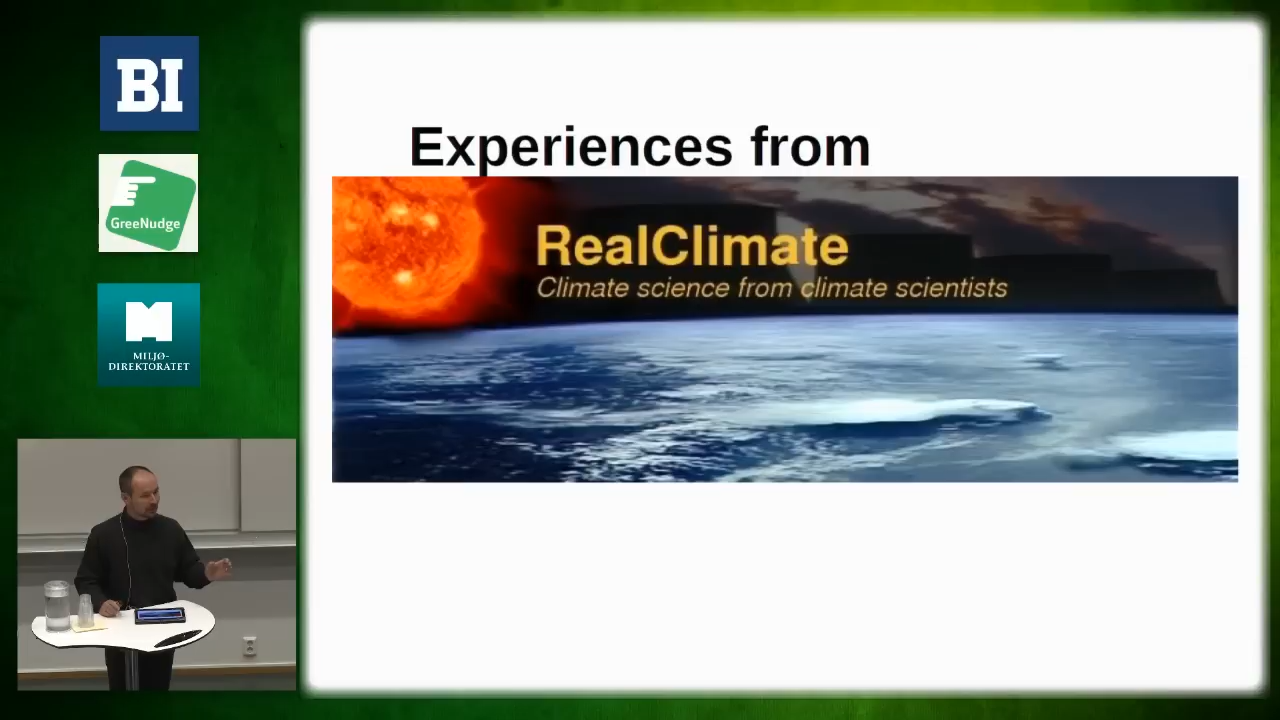 BI
GreeNudge
MILJØ-
DIREKTORATET
Experiences from
RealClimate
Climate science from climate scientists